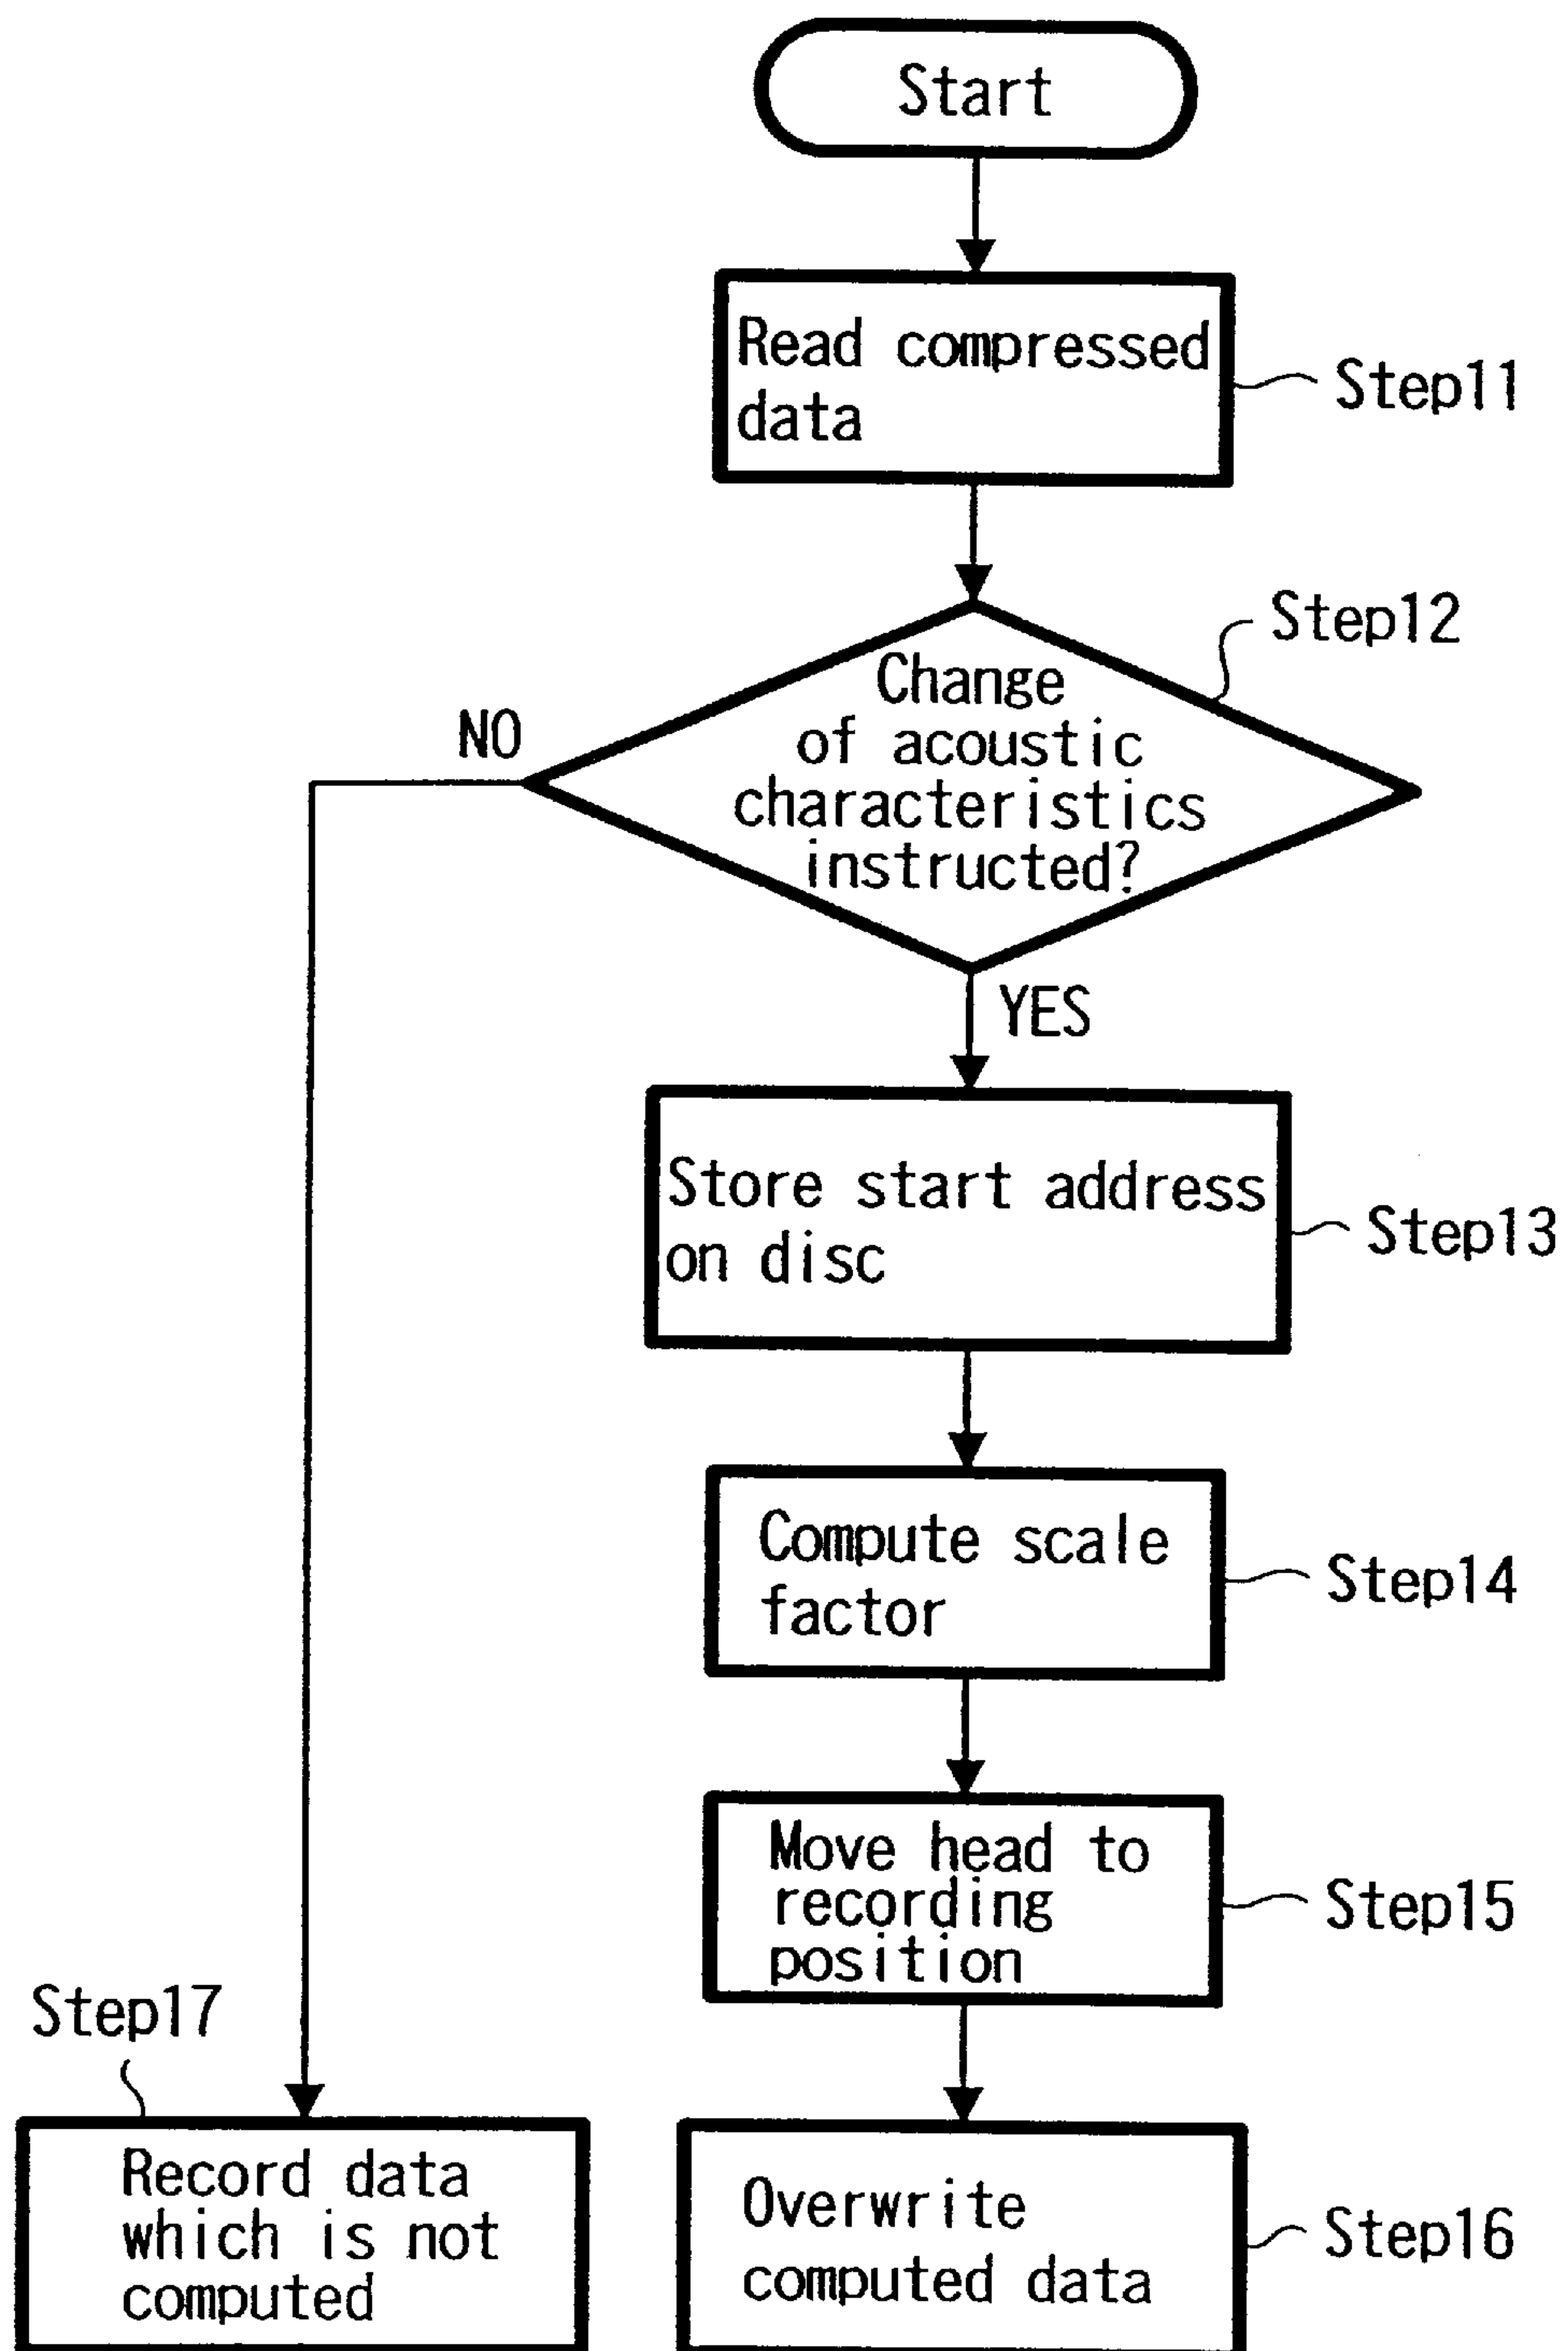 Start
Read compressed
data
Step11
Step12
Change
of acoustic
characteristics
instructed?
NO
YES
Store start address
on disc
Step13
Compute scale
factor
Step14
Move head to
recording
position
Step15
Step17
Record data
which is not
computed
Overwrite
computed data
Step16